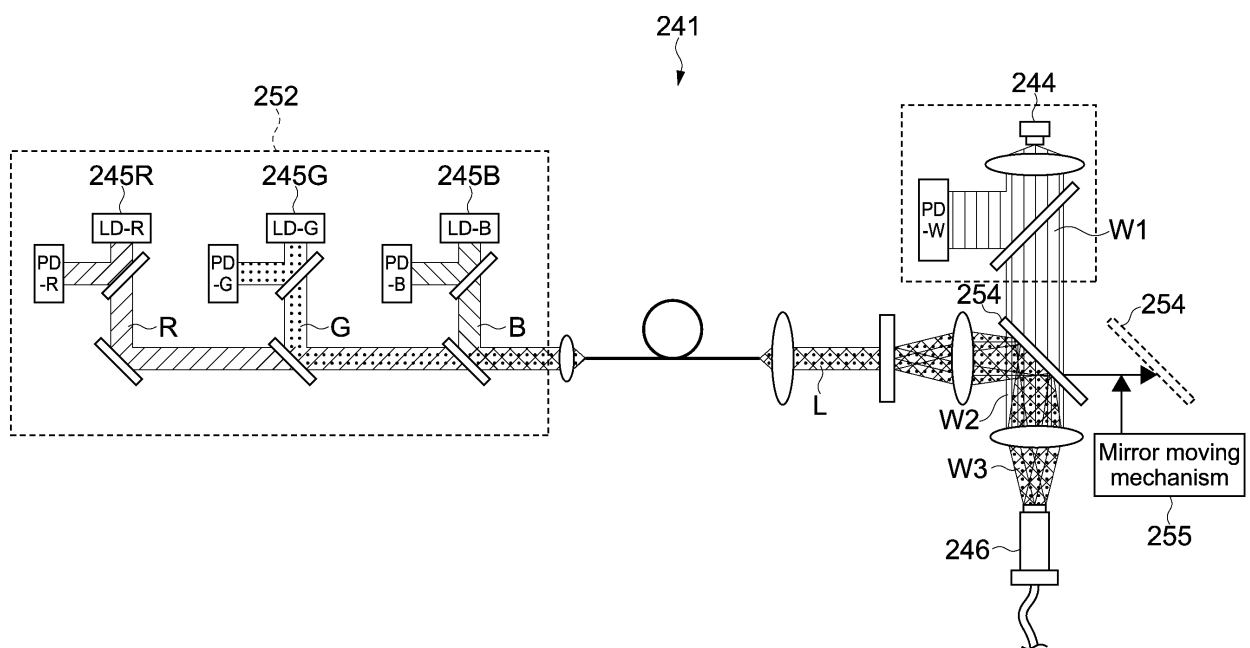 241
252
244
245R
245G
245B
LD-R
LD-G
LD-B
PD
-R
PD
-G
PD
-B
PD
-W
W1
254
254
R
G
B
L
W2
W3
Mirror moving
mechanism
246
255